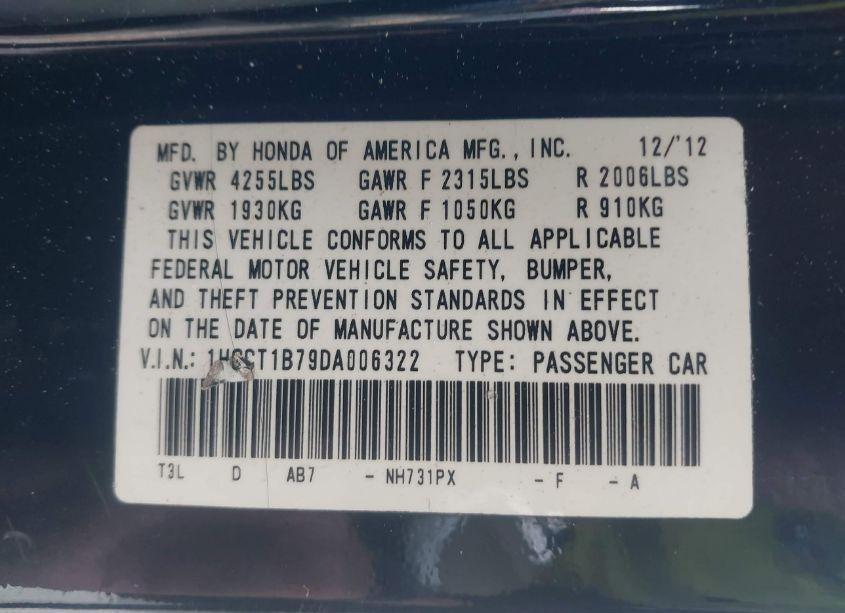 MFD. BY HONDA OF AMERICA MFG., INC. 12/'12
GVWR 4255LBS GAWR F 2315LBS R 2006LBS
GVWR 1930KG GAWR F 1050KG R 910KG
THIS VEHICLE CONFORMS TO ALL APPLICABLE
FEDERAL MOTOR VEHICLE SAFETY, BUMPER,
AND THEFT PREVENTION STANDARDS IN EFFECT
ON THE DATE OF MANUFACTURE SHOWN ABOVE.
V.I.N.: 1HGCT1B79DA006322 TYPE: PASSENGER CAR
T3L D AB7 - NH731PX - F - A